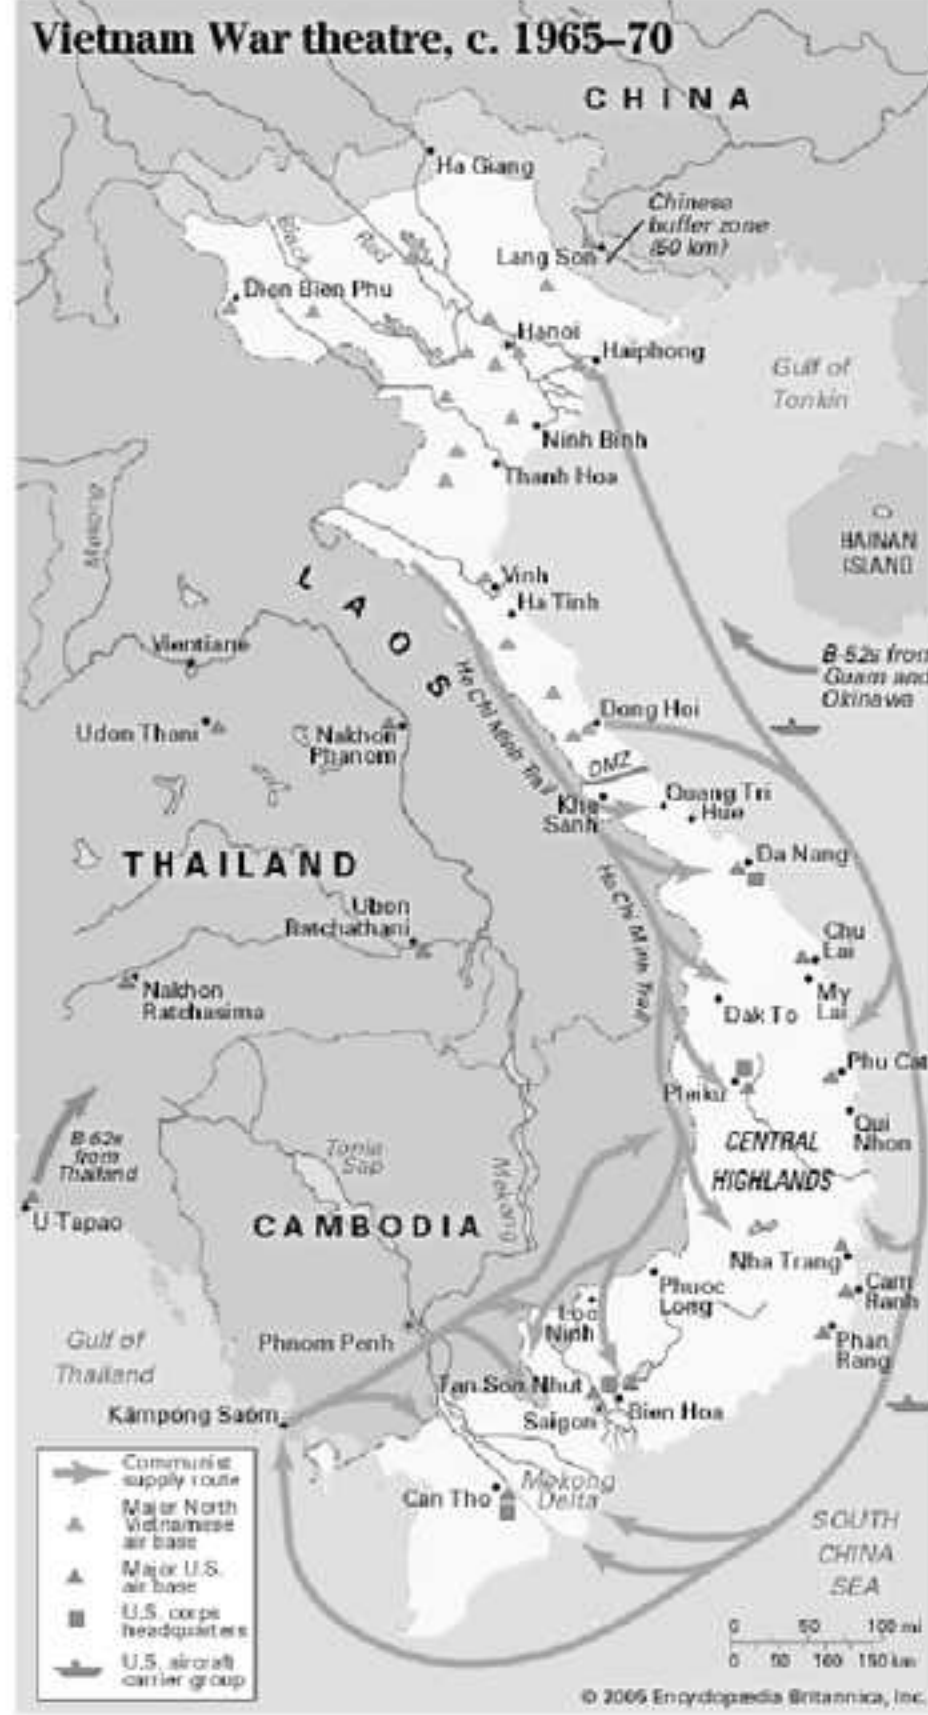 Vietnam War theatre, c. 1965–70
CHINA
Ha Giang
Chinese
buffer zone
(60 km)
Black
Red
Lang Son
Dien Bien Phu
Hanoi
Haiphong
Gulf of
Tonkin
Ninh Binh
Thanh Hoa
Mekong
HAINAN
ISLAND
LAOS
Vinh
Ha Tinh
Vientiane
B-52s from
Guam and
Okinawa
Ho Chi Minh Trail
Udon Thani
Nakhon
Phanom
Dong Hoi
DMZ
Khe
Sanh
Quang Tri
Hue
THAILAND
Da Nang
Ho Chi Minh Trail
Ubon
Ratchathani
Chu
Lai
Nakhon
Ratchasima
My
Lai
Dak To
Phu Cat
Pleiku
Qui
Nhon
B-52s
from
Thailand
Tonle
Sap
Mekong
CENTRAL
HIGHLANDS
U-Tapao
CAMBODIA
Nha Trang
Cam
Ranh
Phuoc
Long
Loc
Ninh
Phan
Rang
Gulf of
Thailand
Phnom Penh
Tan Son Nhut
Kampong Saom
Saigon
Bien Hoa
Can Tho
Mekong
Delta
SOUTH
CHINA
SEA
Communist
supply route
Major North
Vietnamese
air base
Major U.S.
air base
U.S. corps
headquarters
U.S. aircraft
carrier group
0 50 100 mi
0 50 100 150 km
© 2005 Encyclopædia Britannica, Inc.